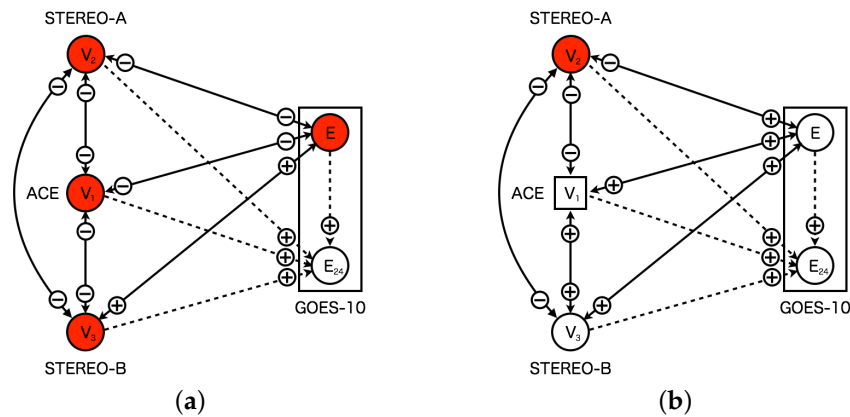 STEREO-A
V2
ACE
V1
V3
STEREO-B
E
E24
GOES-10
(a)
STEREO-A
V2
ACE
V1
V3
STEREO-B
E
E24
GOES-10
(b)